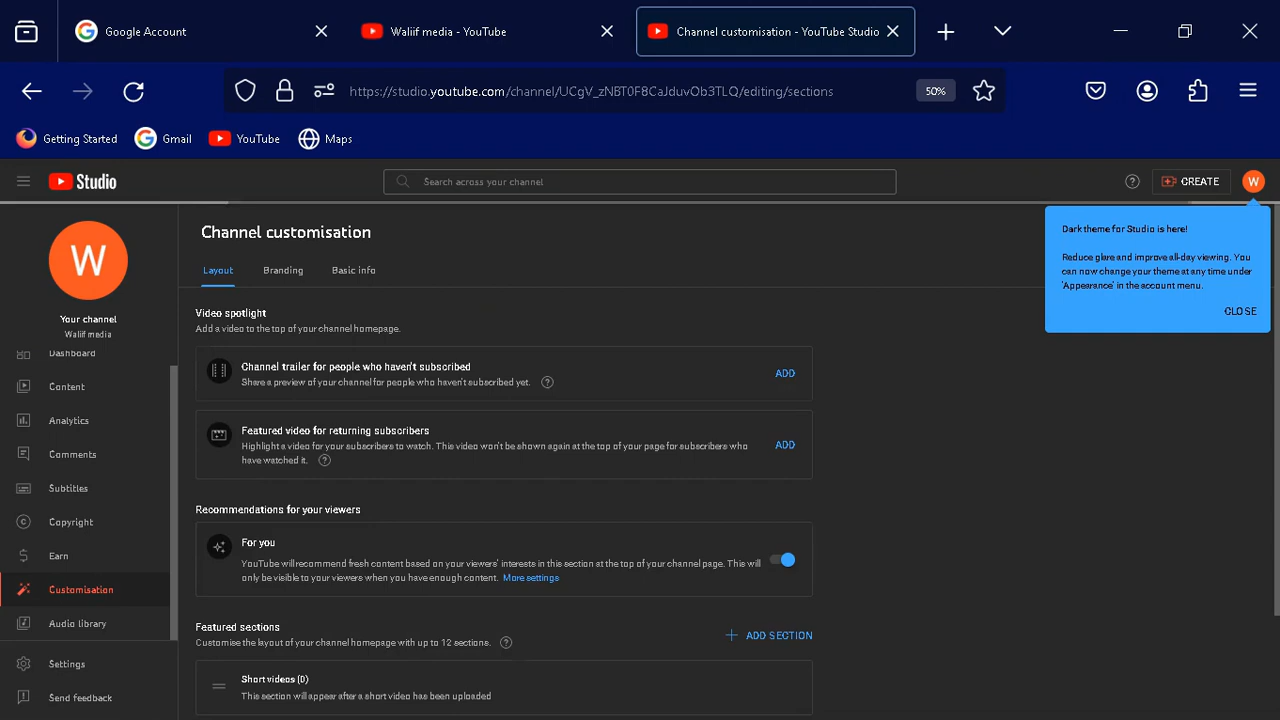 Google Account
Waliif media - YouTube
Channel customisation - YouTube Studio
https://studio.youtube.com/channel/UCgV_zNBT0F8CaJduvOb3TLQ/editing/sections
50%
Getting Started
Gmail
YouTube
Maps
Studio
Search across your channel
CREATE
W
W
Your channel
Waliif media
Dashboard
Content
Analytics
Comments
Subtitles
Copyright
Earn
Customisation
Audio library
Settings
Send feedback
Channel customisation
Layout
Branding
Basic info
Video spotlight
Add a video to the top of your channel homepage.
Channel trailer for people who haven't subscribed
Share a preview of your channel for people who haven't subscribed yet.
ADD
Featured video for returning subscribers
Highlight a video for your subscribers to watch. This video won't be shown again at the top of your page for subscribers who
have watched it.
ADD
Recommendations for your viewers
For you
YouTube will recommend fresh content based on your viewers' interests in this section at the top of your channel page. This will
only be visible to your viewers when you have enough content. More settings
Featured sections
Customise the layout of your channel homepage with up to 12 sections.
ADD SECTION
Short videos (0)
This section will appear after a short video has been uploaded
Dark theme for Studio is here!
Reduce glare and improve all-day viewing. You
can now change your theme at any time under
'Appearance' in the account menu.
CLOSE